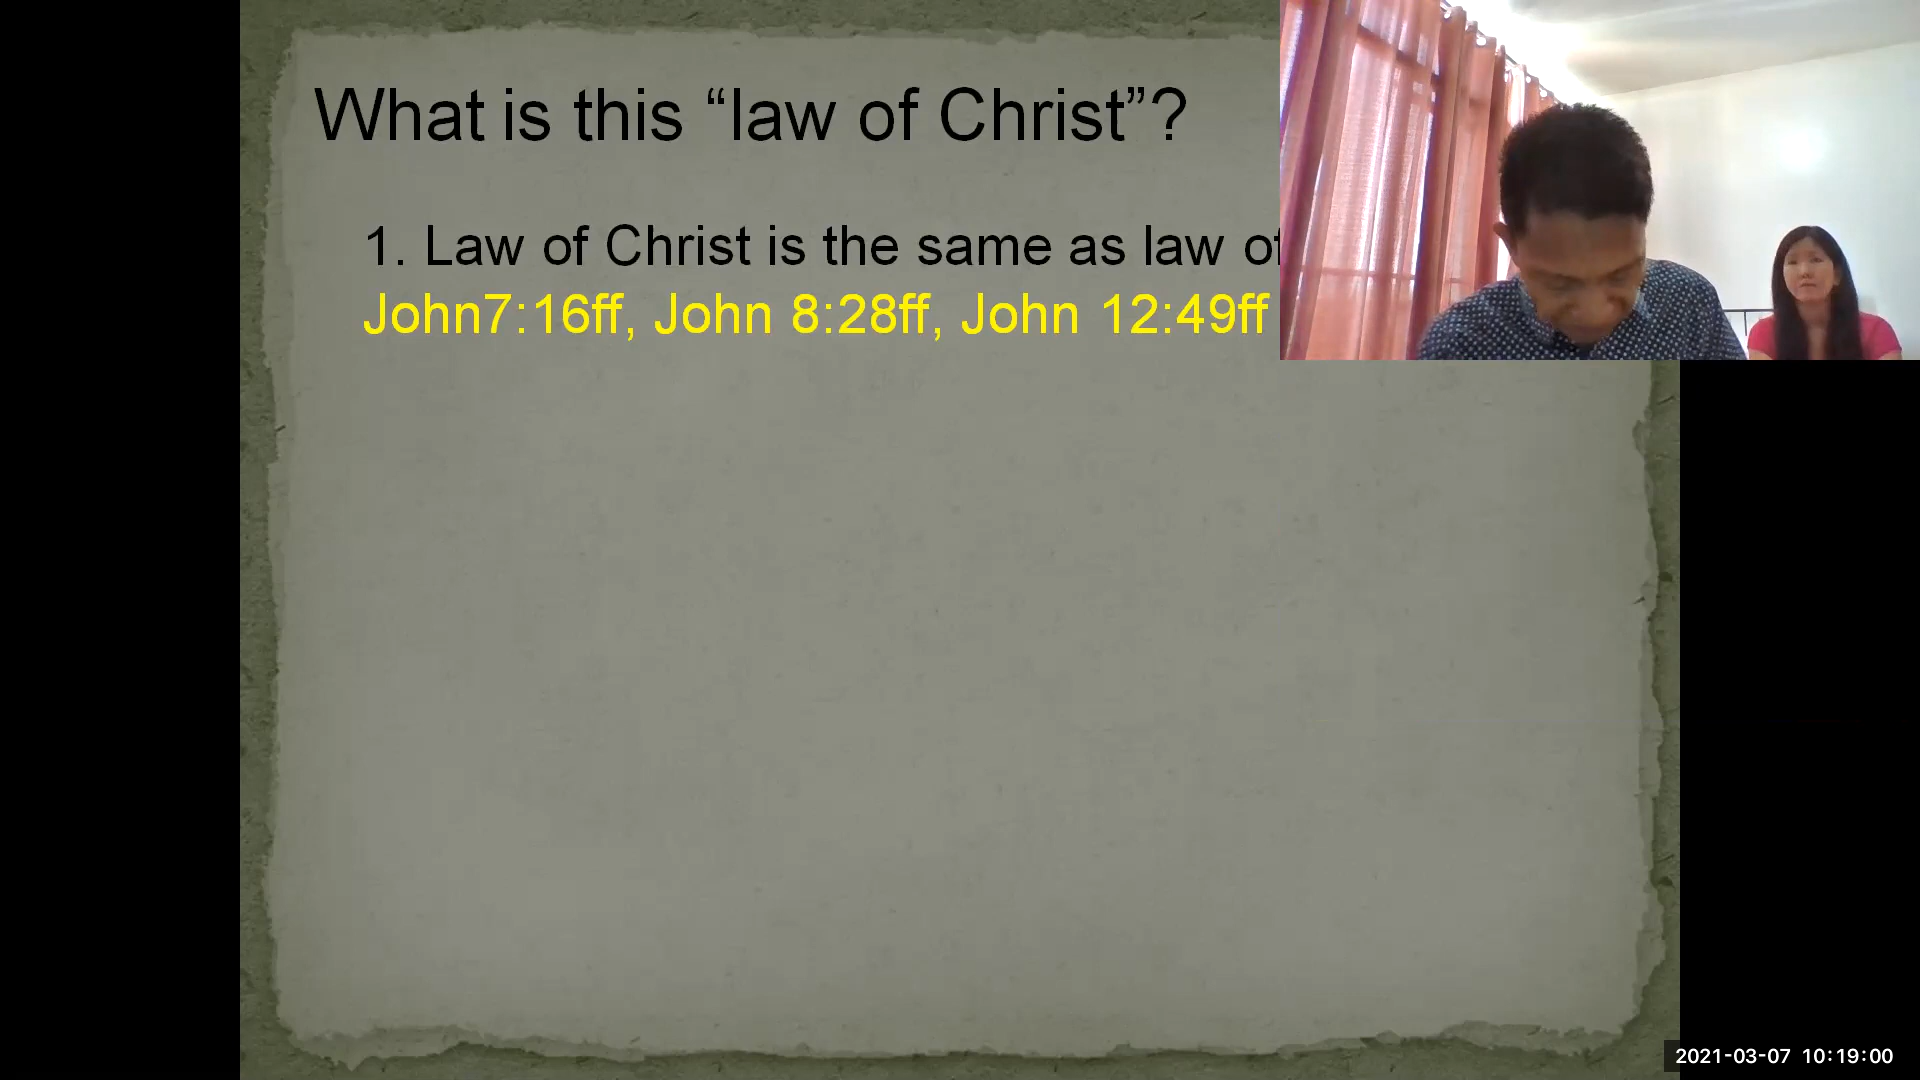 What is this “law of Christ”?
1. Law of Christ is the same as law of
John7:16ff, John 8:28ff, John 12:49ff
2021-03-07 10:19:00